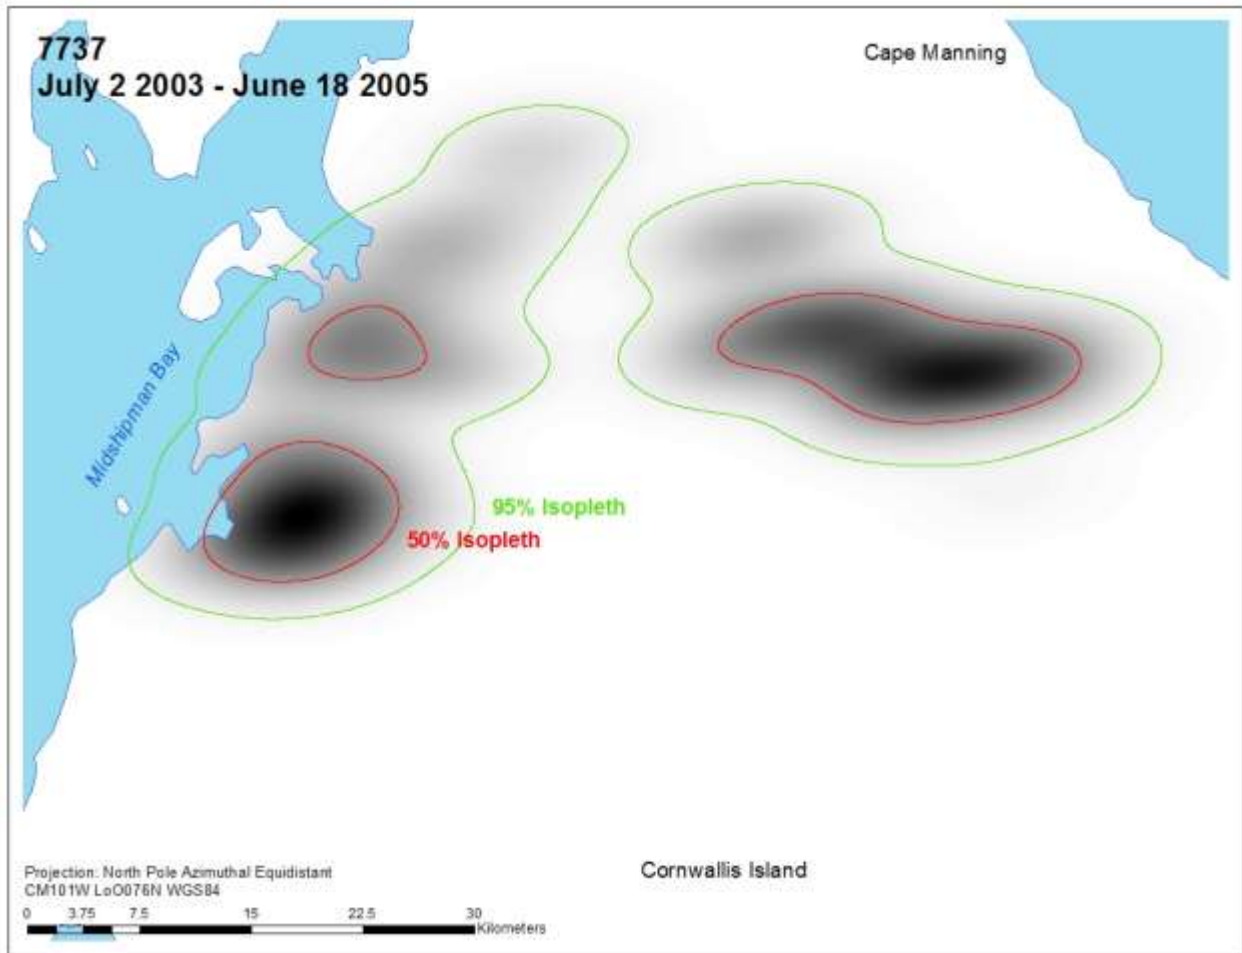 7737
July 2 2003 - June 18 2005
Cape Manning
Midshipman Bay
95% Isopleth
50% Isopleth
Cornwallis Island
Projection: North Pole Azimuthal Equidistant
CM101W LoO076N WGS84
0 3.75 7.5 15 22.5 30
Kilometers